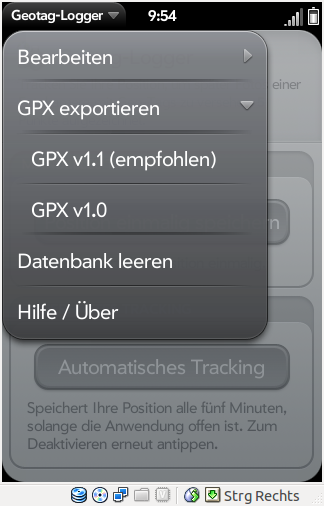 Geotag-Logger 9:54
Bearbeiten
einer
GPX exportieren
GPX v1.1 (empfohlen)
GPX v1.0
Datenbank leeren
Hilfe / Über
Automatisches Tracking
Speichert Ihre Position alle fünf Minuten,
solange die Anwendung offen ist. Zum
Deaktivieren erneut antippen.
Strg Rechts